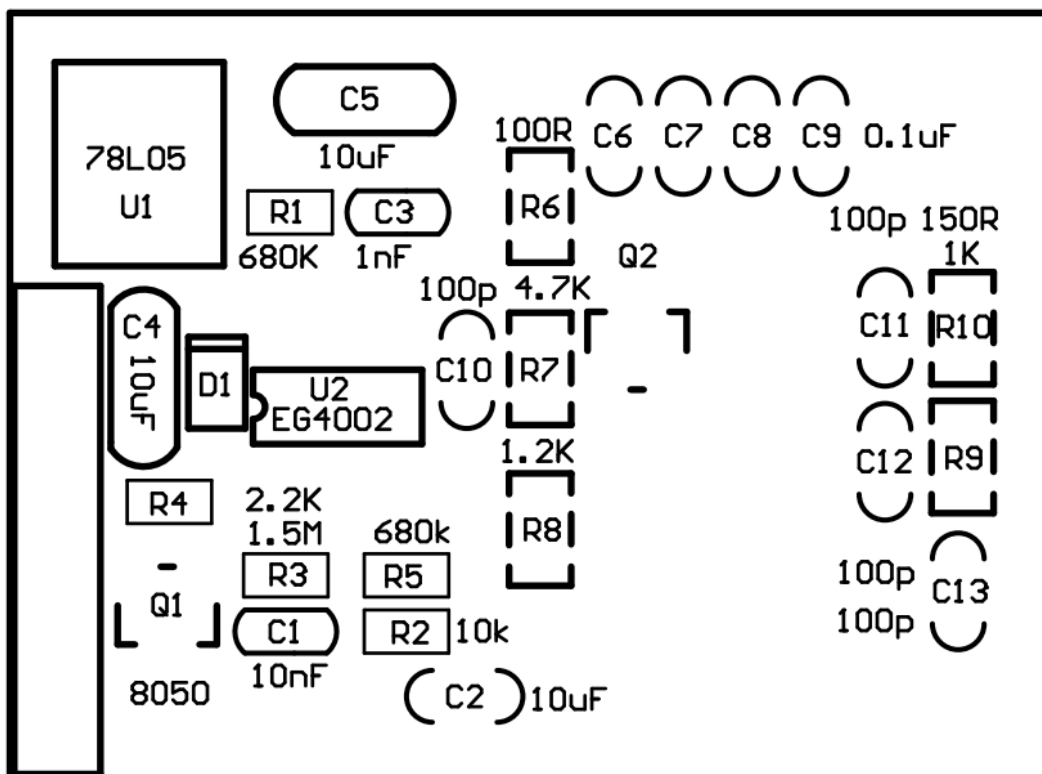 C5
10uF
78L05
U1
R1
680K
C3
1nF
100R
R6
C6
C7
C8
C9
0.1uF
Q2
100p
150R
1K
C11
R10
C12
R9
100p
100p
C13
C4
10uF
D1
U2
EG4002
100p
C10
4.7K
R7
1.2K
R8
R4
2.2K
1.5M
R3
680k
R5
Q1
8050
C1
10nF
R2
10k
C2
10uF